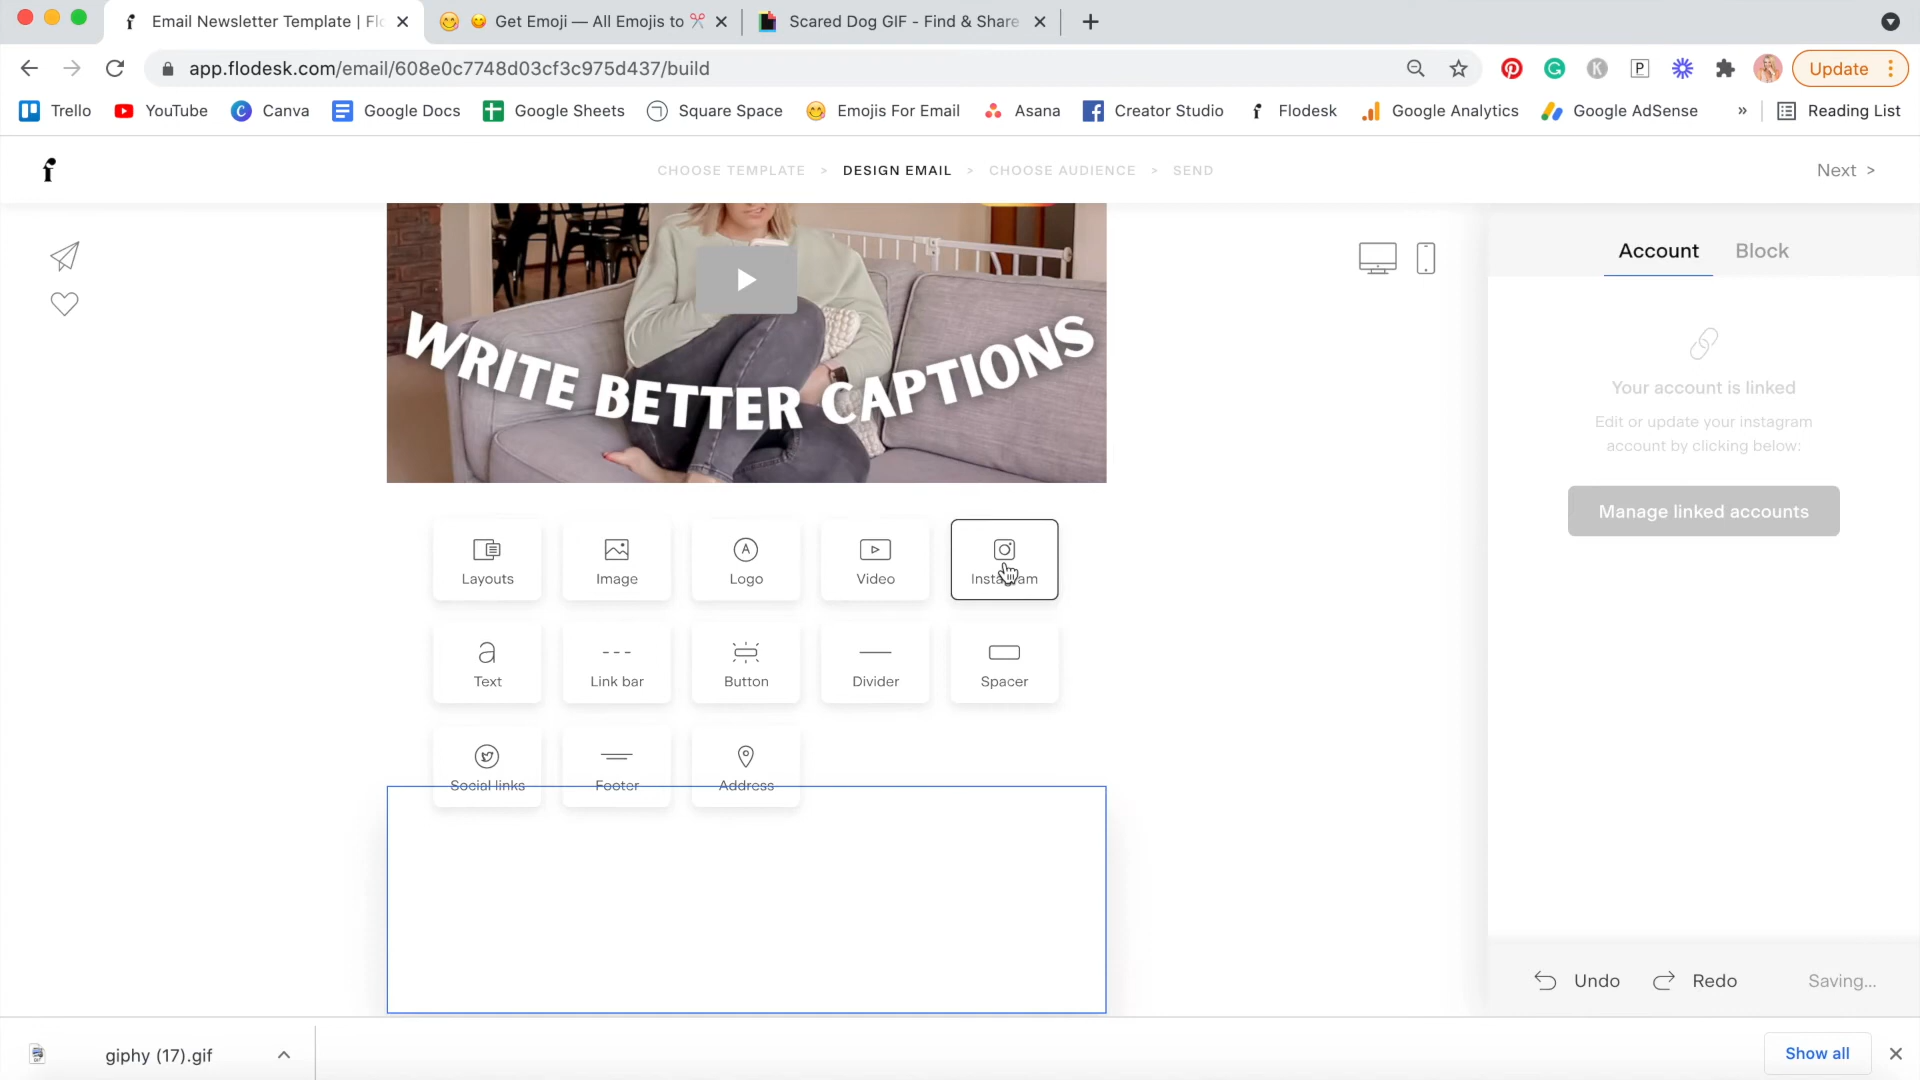 Email Newsletter Template | Flo
Get Emoji — All Emojis to
Scared Dog GIF - Find & Share
app.flodesk.com/email/608e0c7748d03cf3c975d437/build
Update
Trello
YouTube
Canva
Google Docs
Google Sheets
Square Space
Emojis For Email
Asana
Creator Studio
Flodesk
Google Analytics
Google AdSense
»
Reading List
CHOOSE TEMPLATE > DESIGN EMAIL > CHOOSE AUDIENCE > SEND
Next >
Account Block
WRITE BETTER CAPTIONS
Your account is linked
Edit or update your instagram
account by clicking below:
Manage linked accounts
Layouts
Image
Logo
Video
Instagram
Text
Link bar
Button
Divider
Spacer
Social links
Footer
Address
Undo
Redo
Saving...
giphy (17).gif
Show all